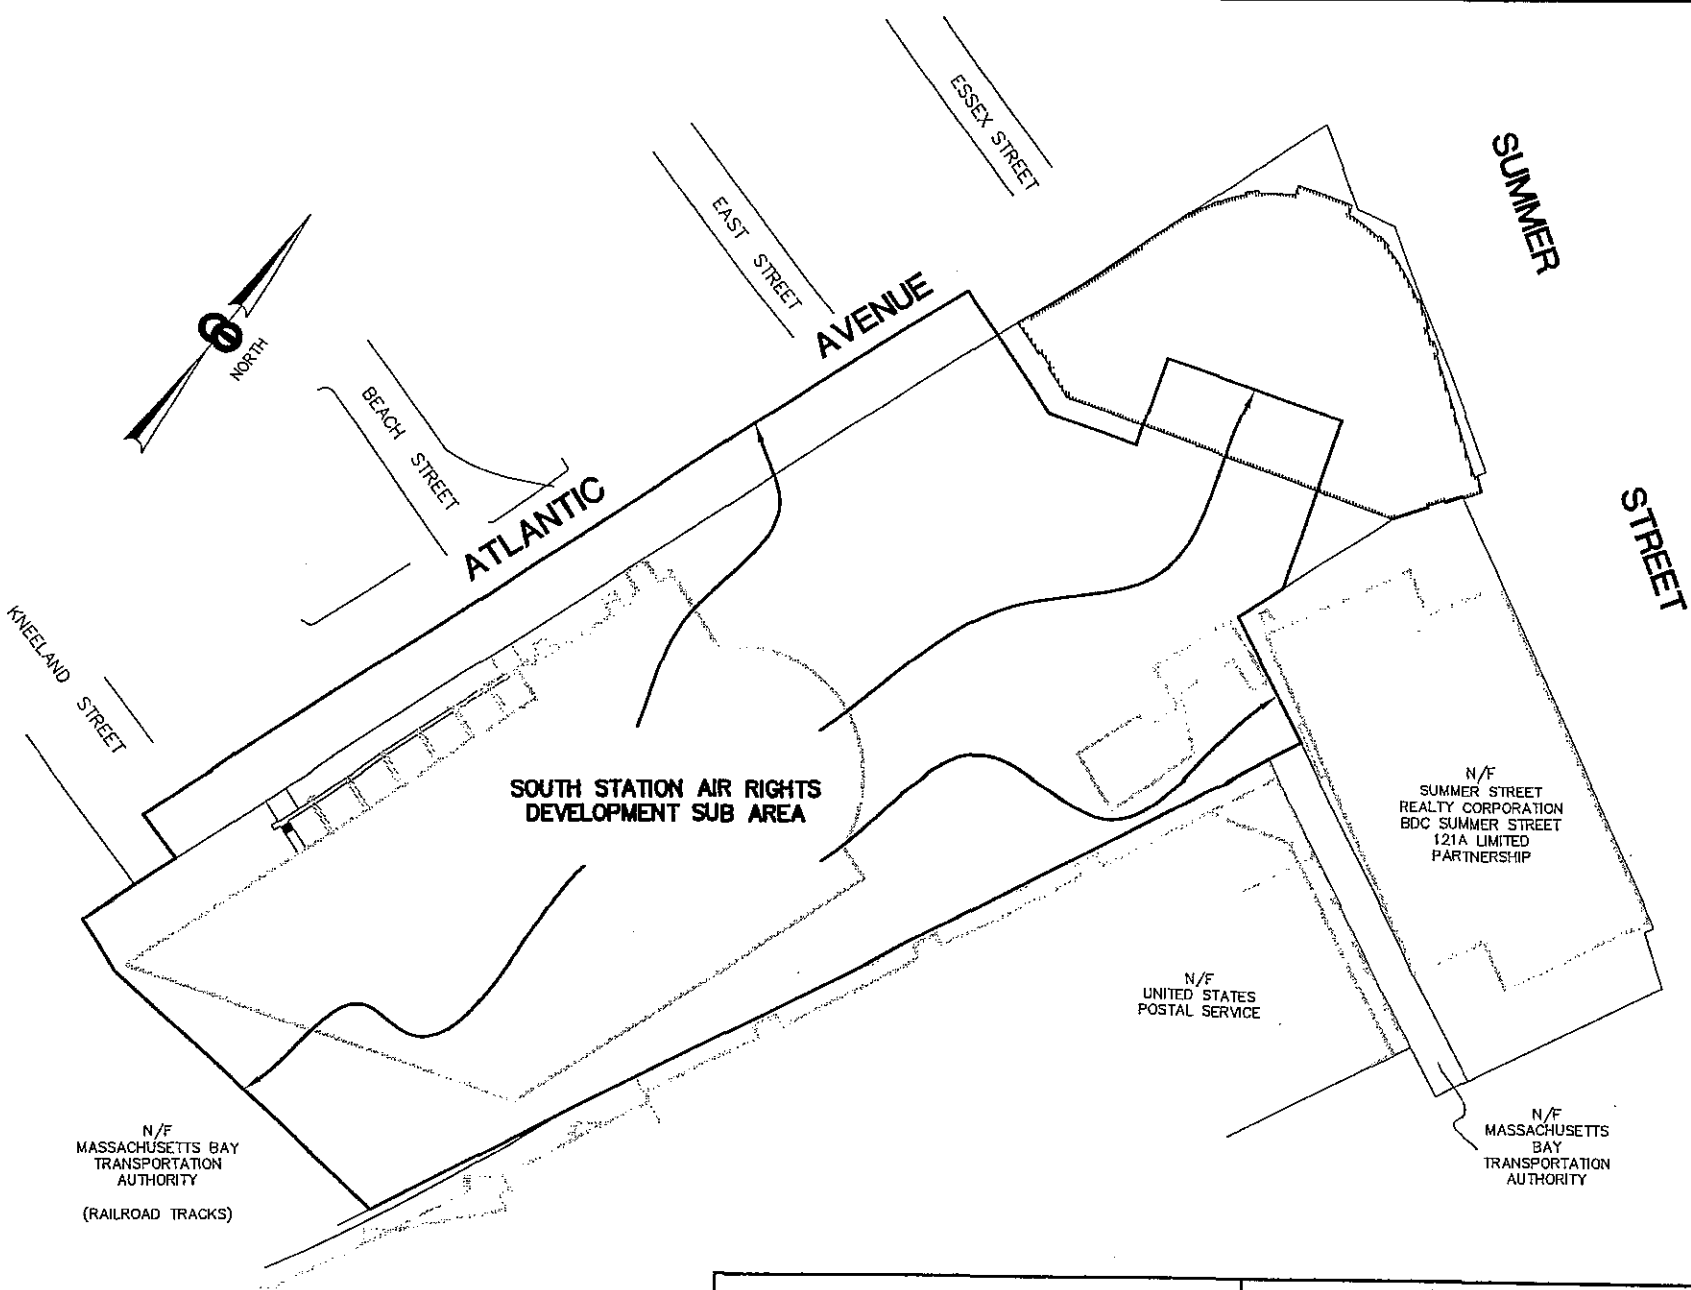 ESSEX STREET
SUMMER
EAST STREET
AVENUE
NORTH
BEACH STREET
ATLANTIC
STREET
KNEELAND STREET
SOUTH STATION AIR RIGHTS
DEVELOPMENT SUB AREA
N/F
SUMMER STREET
REALTY CORPORATION
BDC SUMMER STREET
121A LIMITED
PARTNERSHIP
N/F
UNITED STATES
POSTAL SERVICE
N/F
MASSACHUSETTS BAY
TRANSPORTATION
AUTHORITY
(RAILROAD TRACKS)
N/F
MASSACHUSETTS
BAY
TRANSPORTATION
AUTHORITY